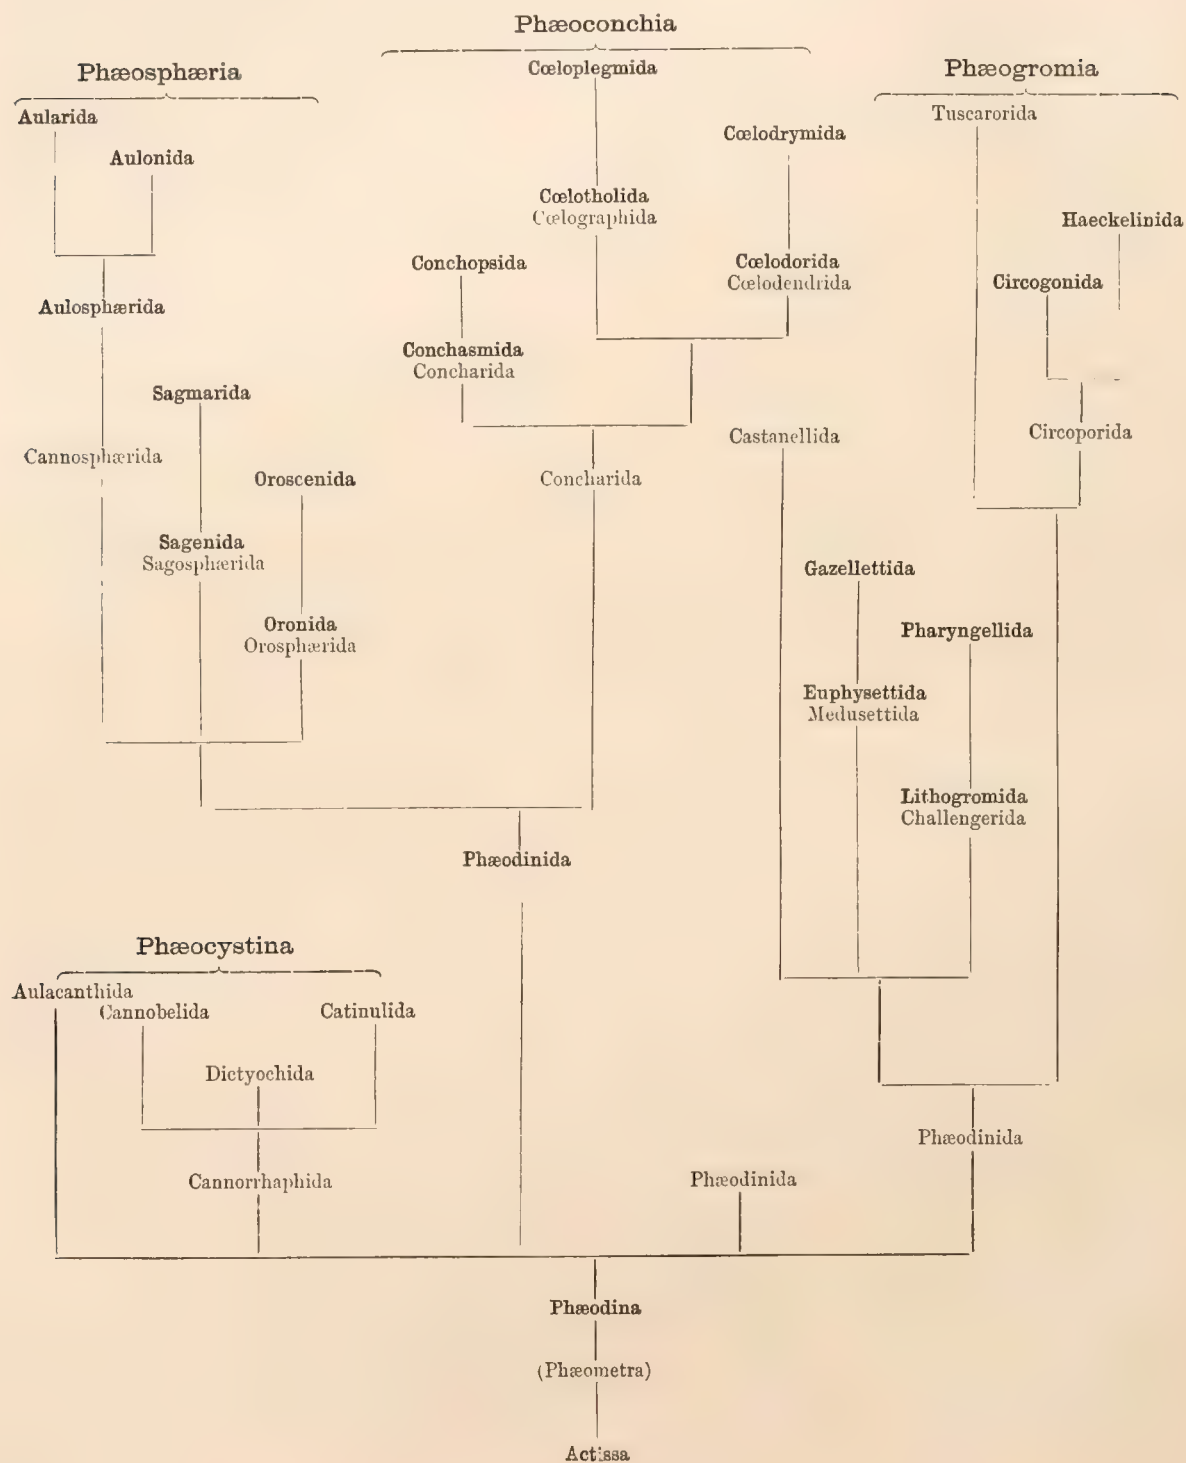 Phæoconchia
Phæosphæria
Cœloplegmida
Phæogromia
Aularida
Tuscarorida
Cœlodrymida
Aulonida
Cœlotholida
Cœlographida
Haeckelinida
Conchopsida
Cœlodorida
Cœlodendrida
Circogonida
Aulosphærida
Conchasmida
Concharida
Sagmarida
Castanellida
Circoporida
Cannosphærida
Oroscenida
Concharida
Sagenida
Sagosphærida
Gazellettida
Oronida
Orosphærida
Pharyngellida
Euphysettida
Medusettida
Lithogromida
Challengerida
Phæodinida
Phæocystina
Aulacanthida
Cannobelida
Catinulida
Dictyochida
Phæodinida
Cannorrhaphida
Phæodinida
Phæodina
(Phæometra)
Actissa